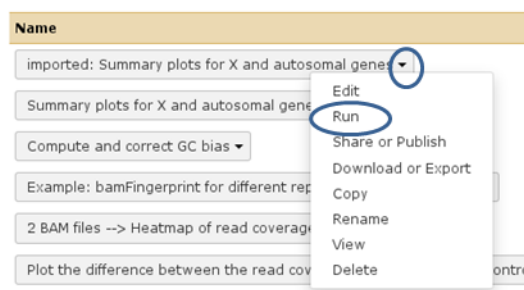 Name
imported: Summary plots for X and autosomal genes
Edit
Summary plots for X and autosomal gene
Run
Share or Publish
Compute and correct GC bias
Download or Export
Example: bamFingerprint for different rep
Copy
Rename
2 BAM files --> Heatmap of read coverag
View
Plot the difference between the read cov
Delete
ontro